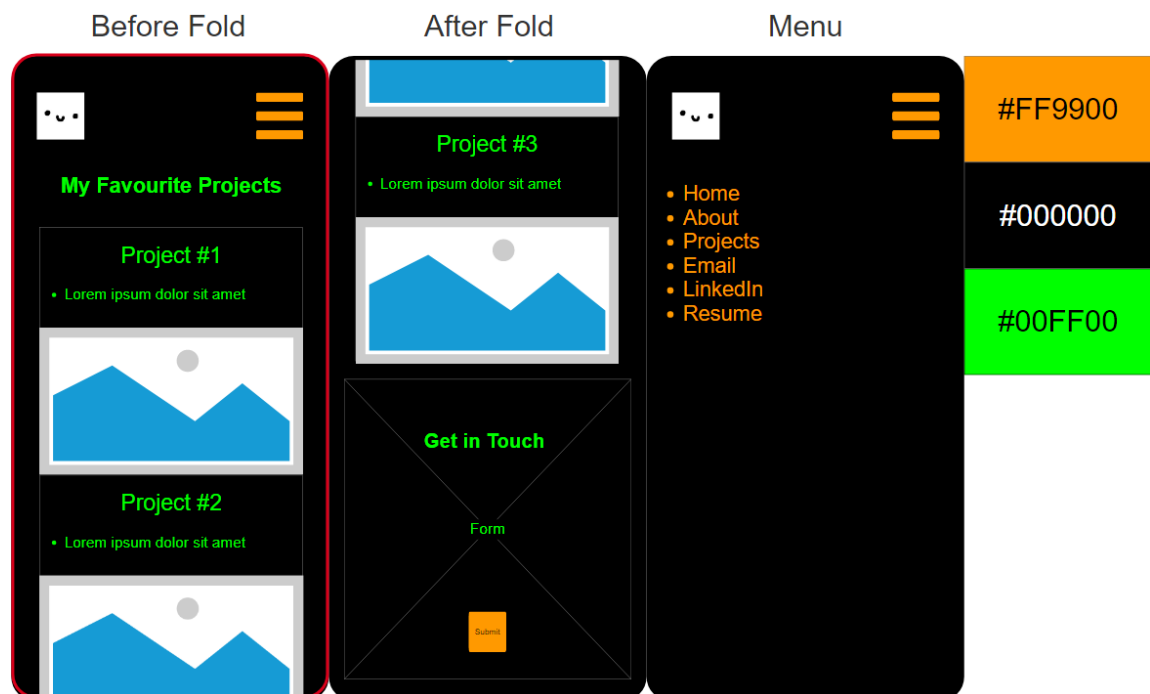 Before Fold
After Fold
Menu
My Favourite Projects
Project #1
• Lorem ipsum dolor sit amet
Project #2
• Lorem ipsum dolor sit amet
Project #3
• Lorem ipsum dolor sit amet
Get in Touch
Form
Submit
• Home
• About
• Projects
• Email
• LinkedIn
• Resume
#FF9900
#000000
#00FF00